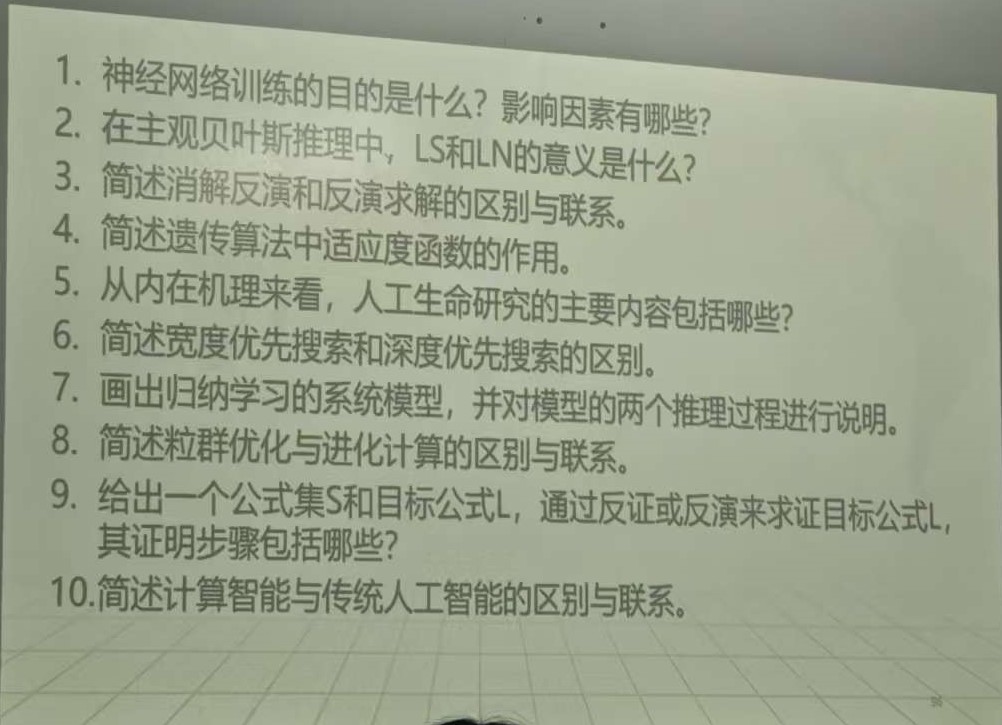 1. 神经网络训练的目的是什么？影响因素有哪些？
2. 在主观贝叶斯推理中，LS和LN的意义是什么？
3. 简述消解反演和反演求解的区别与联系。
4. 简述遗传算法中适应度函数的作用。
5. 从内在机理来看，人工生命研究的主要内容包括哪些？
6. 简述宽度优先搜索和深度优先搜索的区别。
7. 画出归纳学习的系统模型，并对模型的两个推理过程进行说明。
8. 简述粒群优化与进化计算的区别与联系。
9. 给出一个公式集S和目标公式L，通过反证或反演来求证目标公式L，
其证明步骤包括哪些？
10.简述计算智能与传统人工智能的区别与联系。